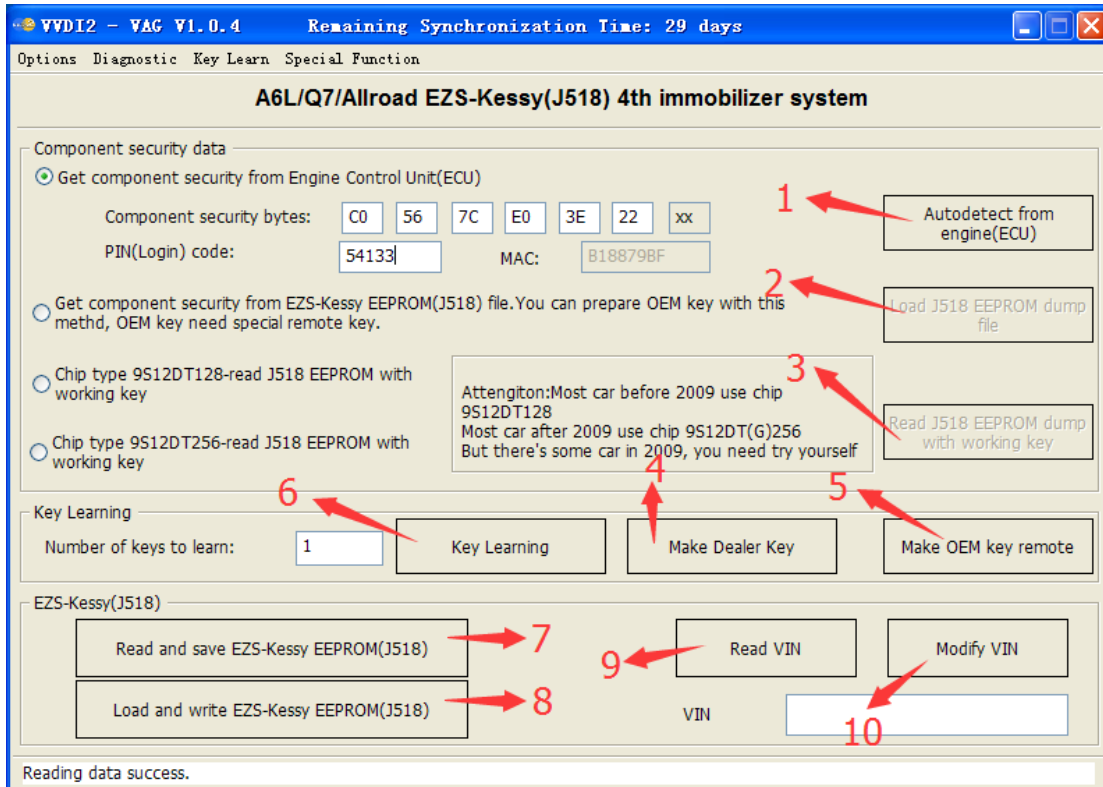 VVDI2 - VAG V1.0.4 Remaining Synchronization Time: 29 days
Options Diagnostic Key Learn Special Function
A6L/Q7/Allroad EZS-Kessy(J518) 4th immobilizer system
Component security data
Get component security from Engine Control Unit(ECU)
Component security bytes: C0 56 7C E0 3E 22 xx
1
Autodetect from
engine(ECU)
PIN(Login) code: 54133 MAC: B18879BF
2
Get component security from EZS-Kessy EEPROM(J518) file.You can prepare OEM key with this
methd, OEM key need special remote key.
Load J518 EEPROM dump
file
Chip type 9S12DT128-read J518 EEPROM with
working key
Chip type 9S12DT256-read J518 EEPROM with
working key
Attengiton:Most car before 2009 use chip
9S12DT128
Most car after 2009 use chip 9S12DT(G)256
But there's some car in 2009, you need try yourself
3
Read J518 EEPROM dump
with working key
6
4
5
Key Learning
Number of keys to learn: 1 Key Learning Make Dealer Key Make OEM key remote
EZS-Kessy(J518)
Read and save EZS-Kessy EEPROM(J518) 7 9 Read VIN Modify VIN
Load and write EZS-Kessy EEPROM(J518) 8 VIN 10
Reading data success.